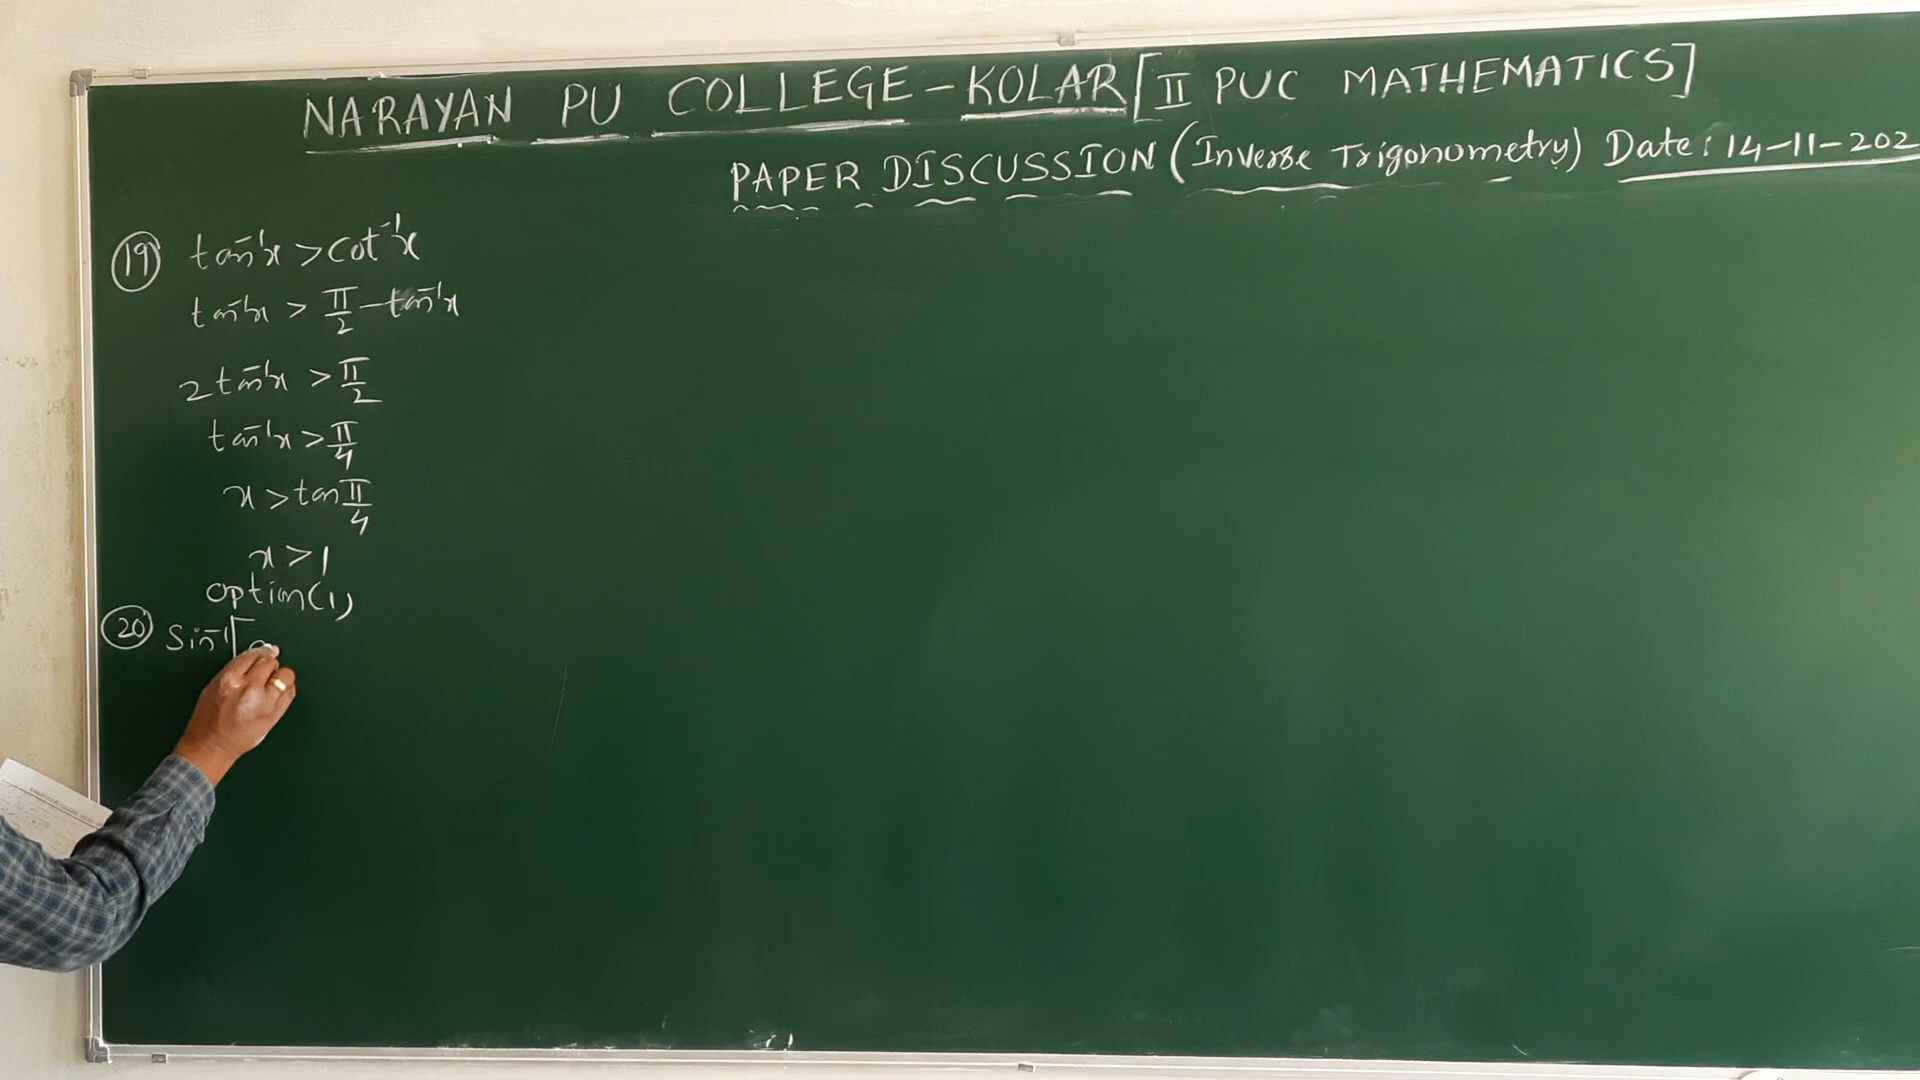 NARAYAN PU COLLEGE - KOLAR [II PUC MATHEMATICS]
PAPER DISCUSSION (Inverse Trigonometry) Date: 14-11-202
(19) tan⁻¹x > cot⁻¹x
tan⁻¹x > π/2 - tan⁻¹x
2 tan⁻¹x > π/2
tan⁻¹x > π/4
x > tan π/4
x > 1
option(1)
(20) Sin⁻¹[